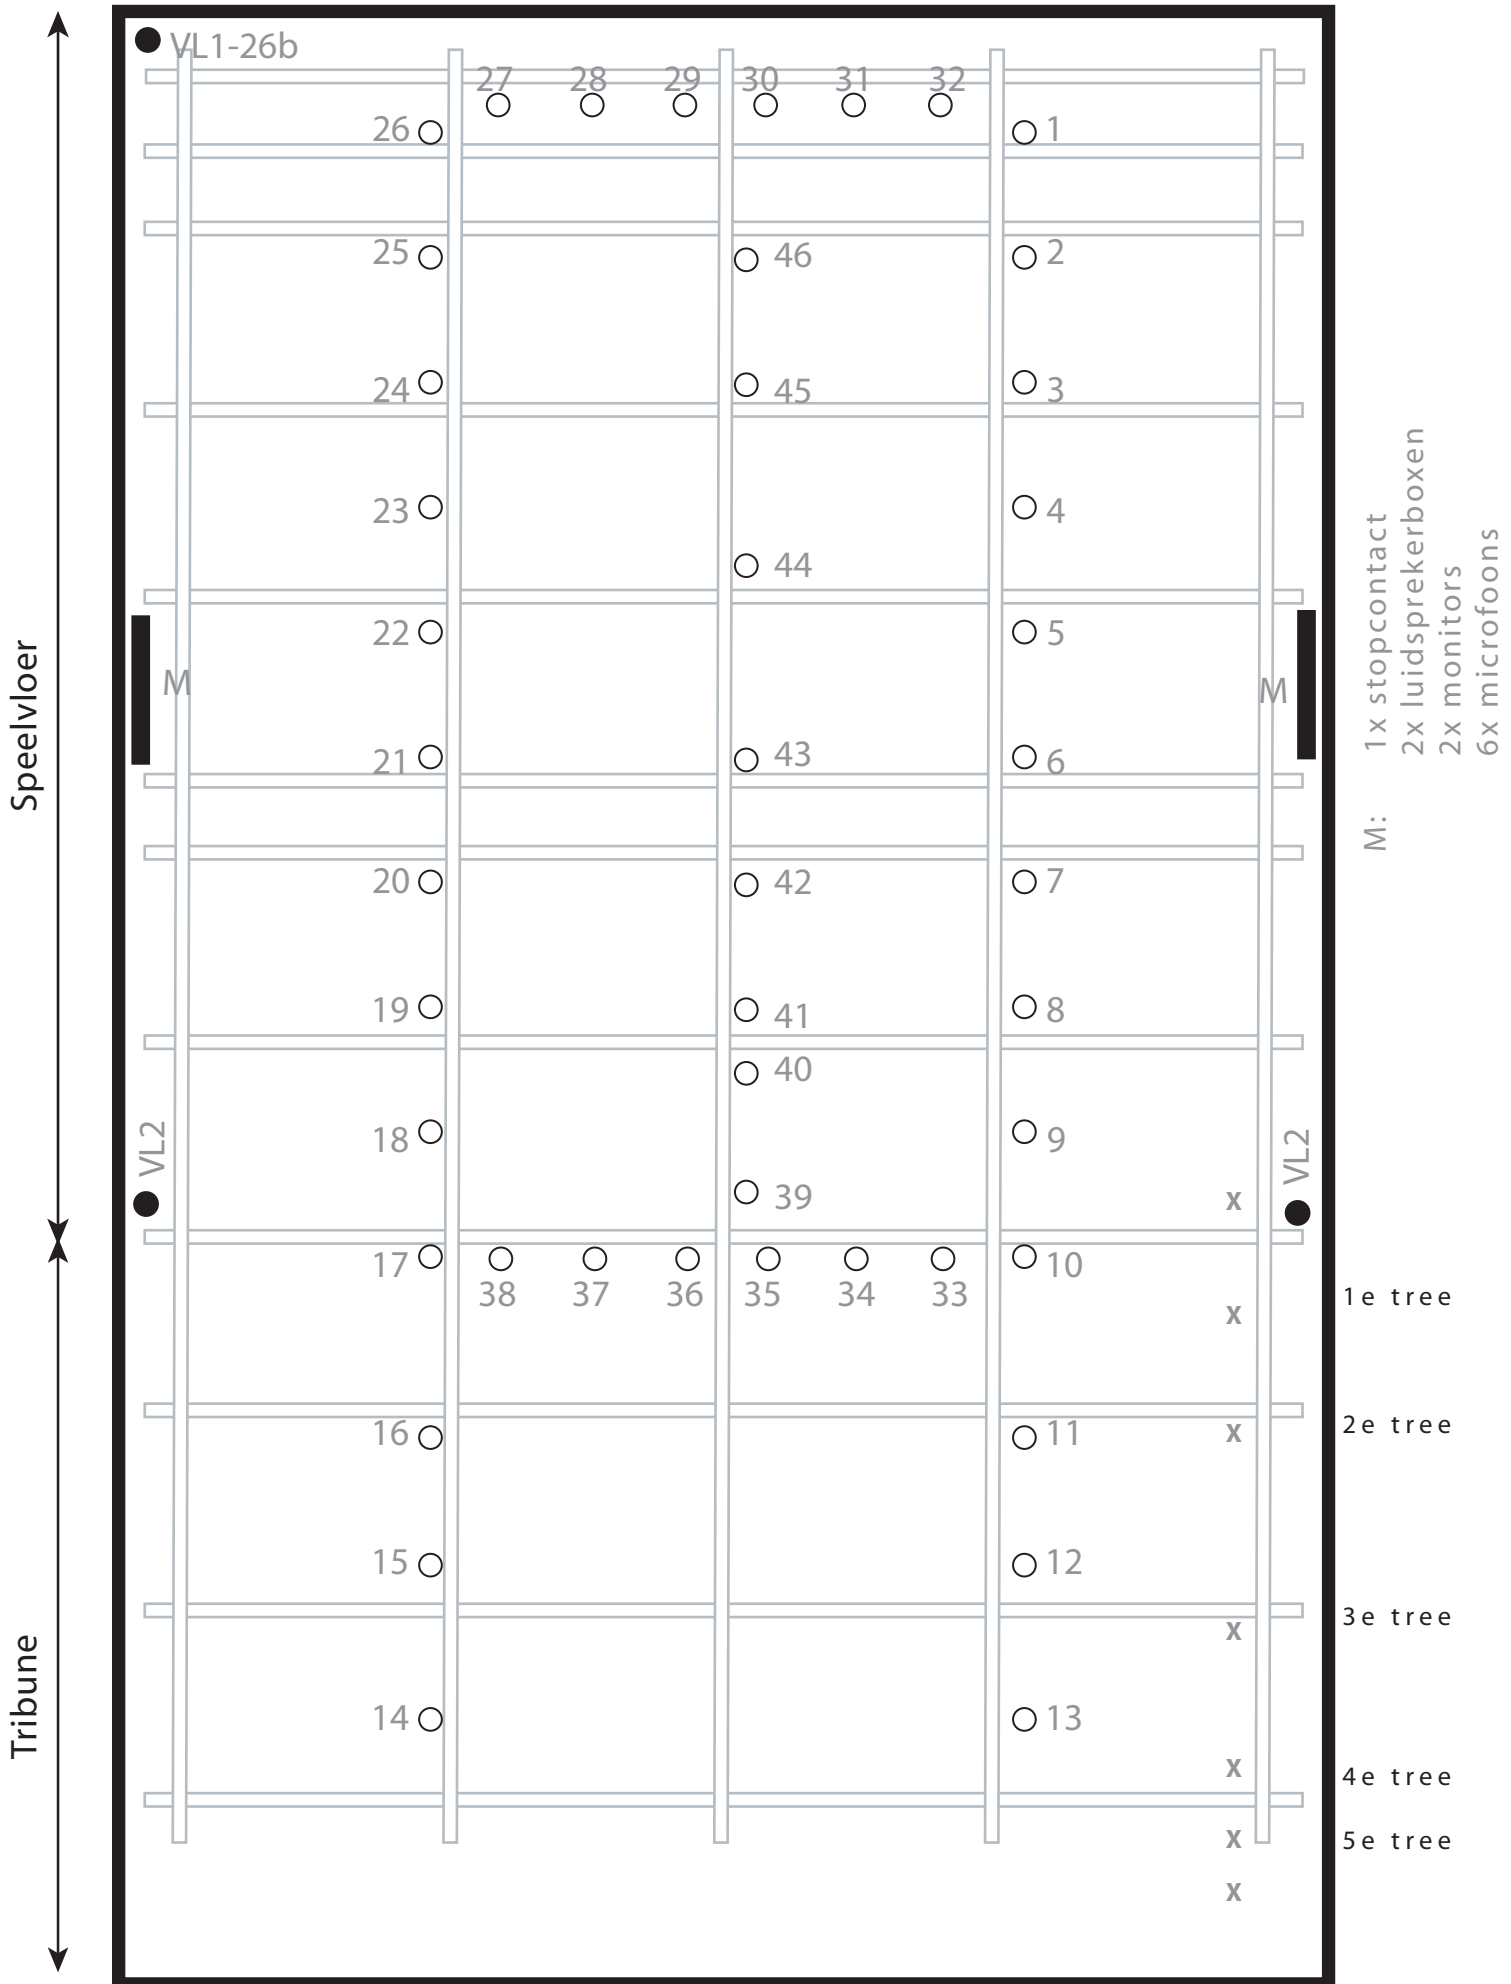 VL1-26b
27 28 29 30 31 32
26 1
25 46 2
24 45 3
23 4
44
22 5
M M
21 43 6
20 42 7
19 41 8
40
18 9
39
VL2 VL2
x
17 10
38 37 36 35 34 33
x
16 11
x
15 12
x
14 13
x
x
x
Speelvloer
Tribune
M: 1x stopcontact
2x luidsprekerboxen
2x monitors
6x microfoons
1e tree
2e tree
3e tree
4e tree
5e tree